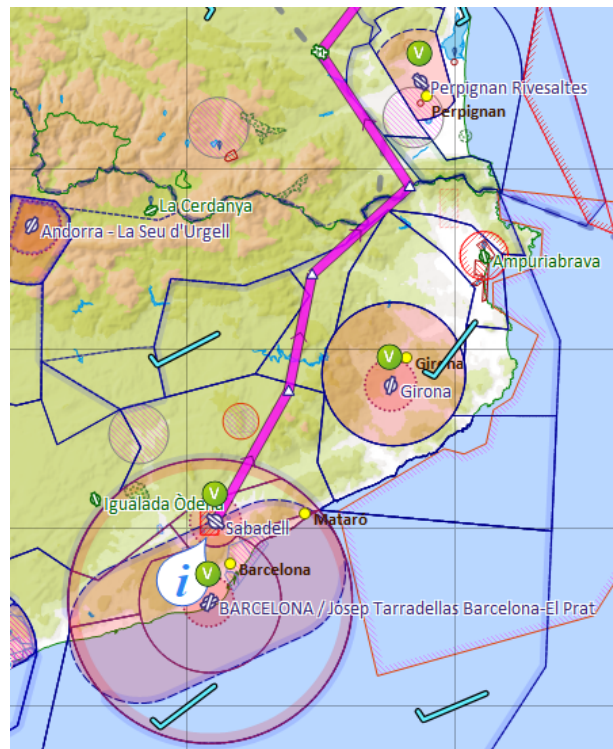 V
Perpignan Rivesaltes
Perpignan
La Cerdanya
Andorra - La Seu d'Urgell
Ampuriabrava
V
Girona
Girona
Igualada Òdena
V
Sabadell
Mataró
i
V
Barcelona
BARCELONA / Josep Tarradellas Barcelona-El Prat